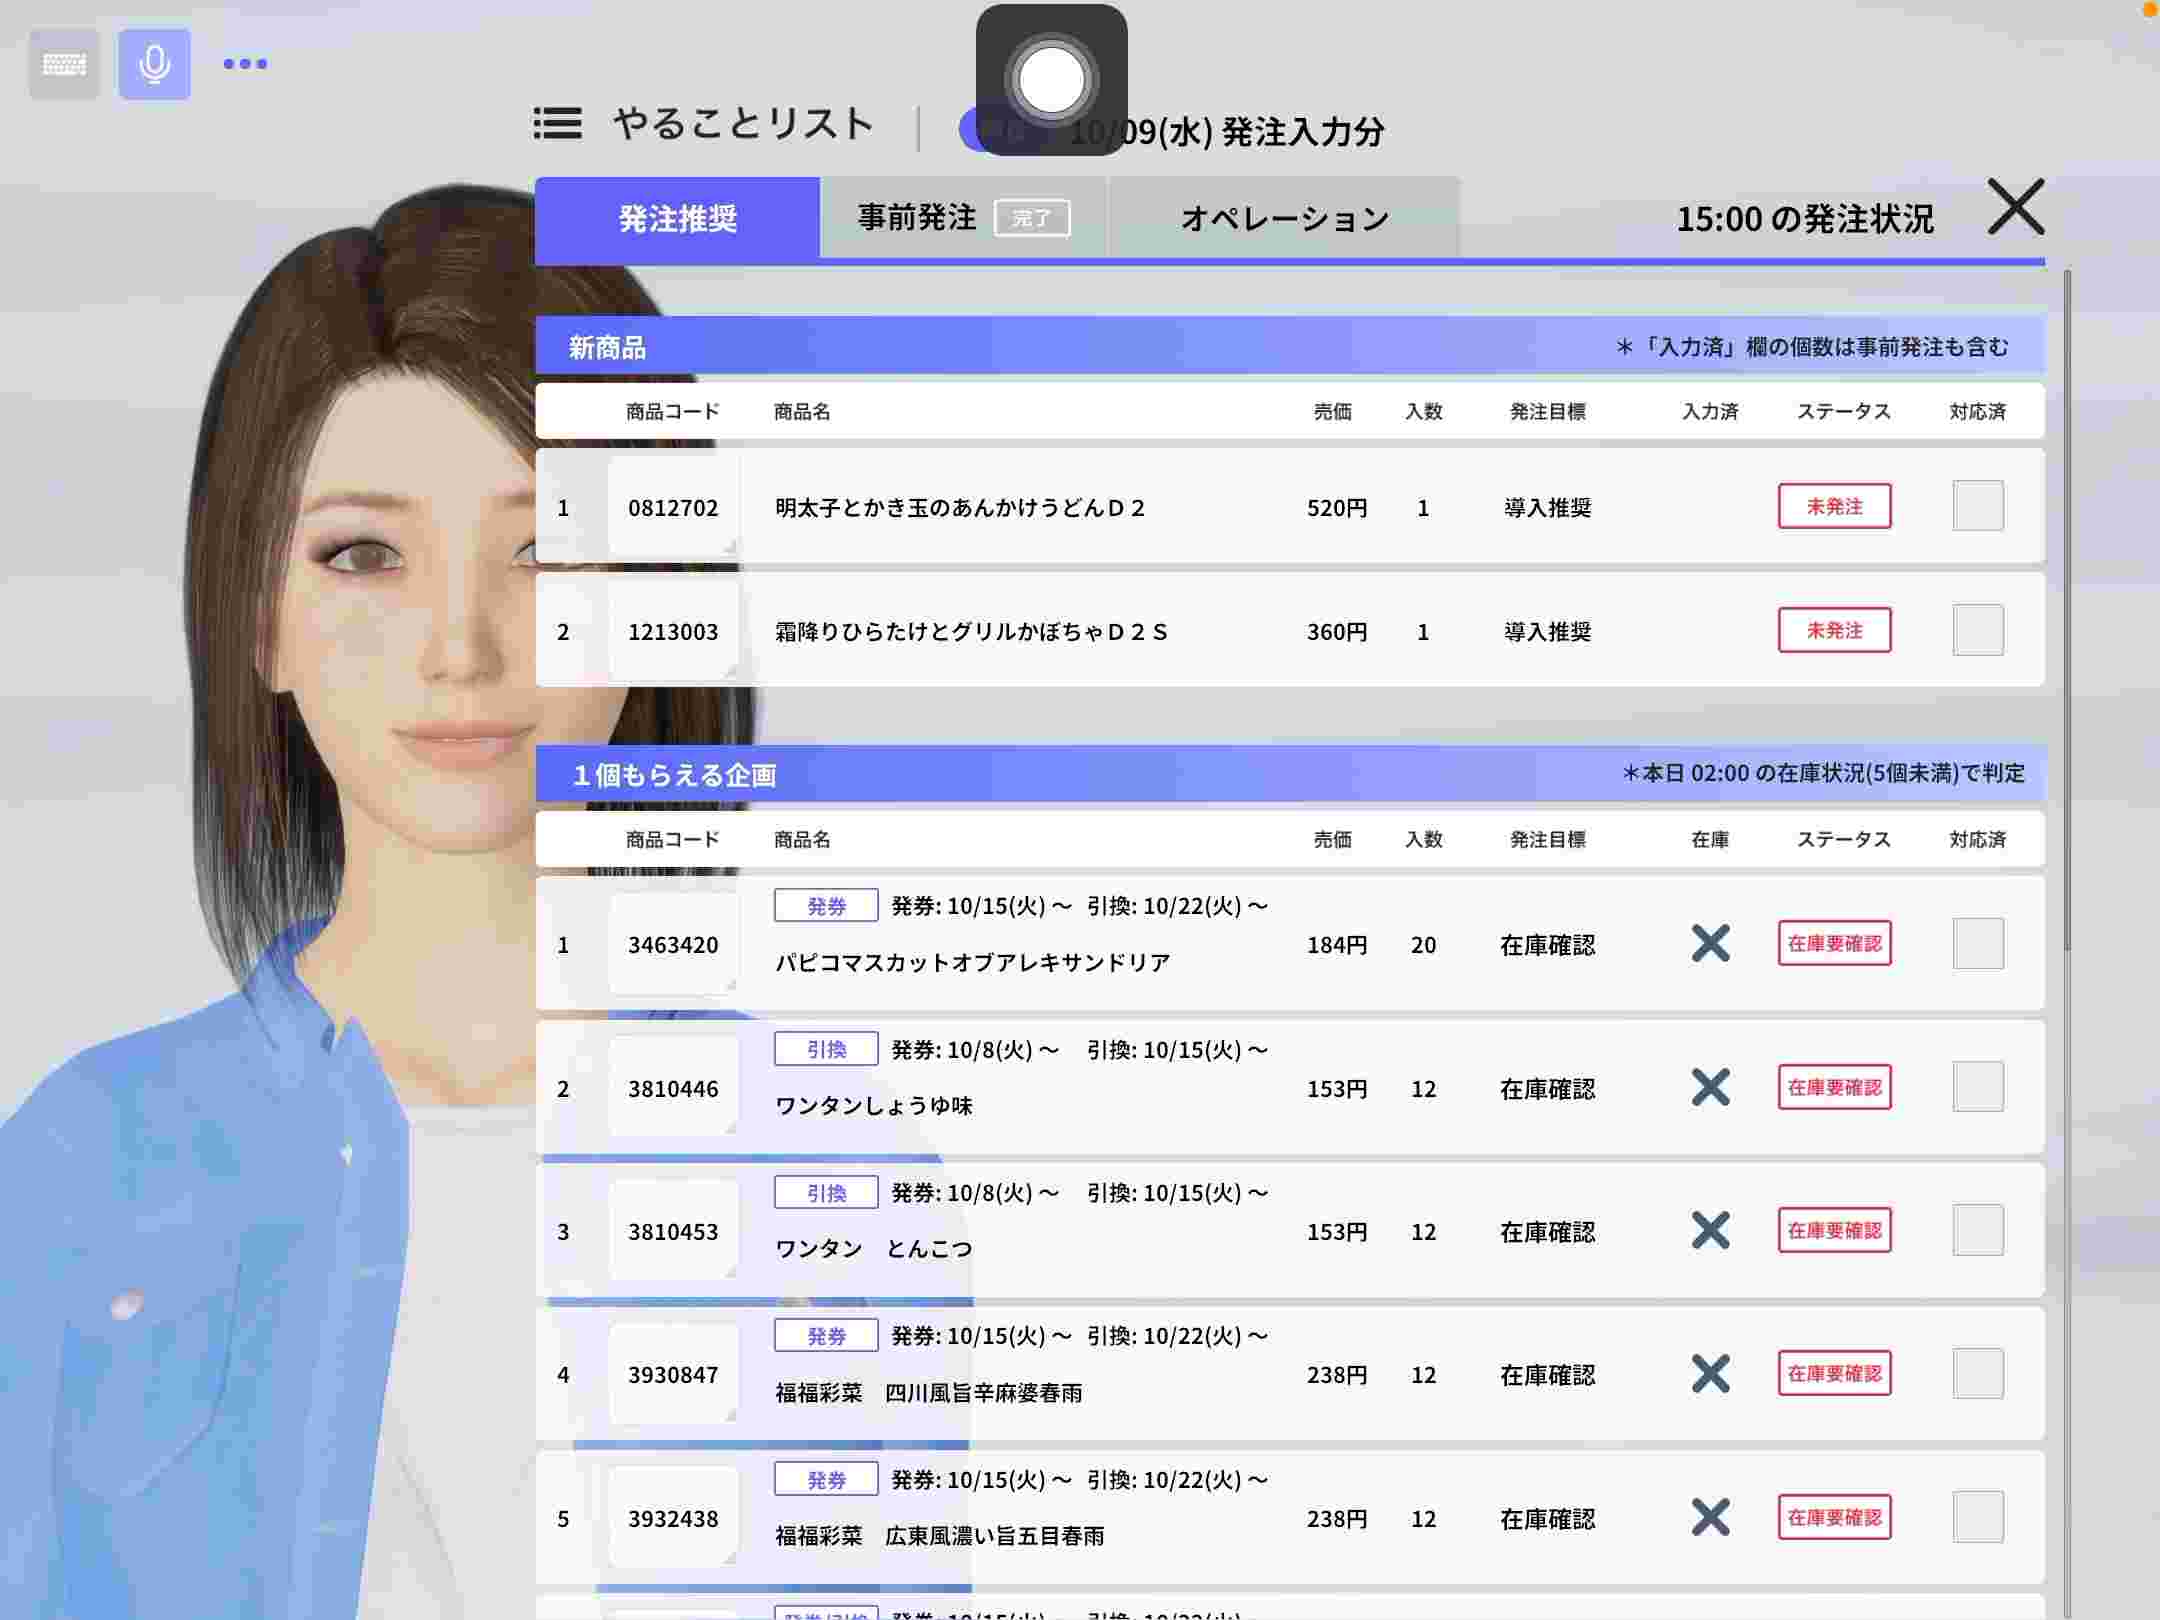 やることリスト
10/09(水) 発注入力分
発注推奨
事前発注 完了
オペレーション
15:00 の発注状況
新商品
＊「入力済」欄の個数は事前発注も含む
商品コード 商品名 売価 入数 発注目標 入力済 ステータス 対応済
1 0812702 明太子とかき玉のあんかけうどんＤ２ 520円 1 導入推奨 未発注
2 1213003 霜降りひらたけとグリルかぼちゃＤ２Ｓ 360円 1 導入推奨 未発注
１個もらえる企画
＊本日 02:00 の在庫状況(5個未満)で判定
商品コード 商品名 売価 入数 発注目標 在庫 ステータス 対応済
発券 発券: 10/15(火) ～ 引換: 10/22(火) ～
1 3463420 パピコマスカットオブアレキサンドリア 184円 20 在庫確認 在庫要確認
引換 発券: 10/8(火) ～ 引換: 10/15(火) ～
2 3810446 ワンタンしょうゆ味 153円 12 在庫確認 在庫要確認
引換 発券: 10/8(火) ～ 引換: 10/15(火) ～
3 3810453 ワンタン　とんこつ 153円 12 在庫確認 在庫要確認
発券 発券: 10/15(火) ～ 引換: 10/22(火) ～
4 3930847 福福彩菜　四川風旨辛麻婆春雨 238円 12 在庫確認 在庫要確認
発券 発券: 10/15(火) ～ 引換: 10/22(火) ～
5 3932438 福福彩菜　広東風濃い旨五目春雨 238円 12 在庫確認 在庫要確認